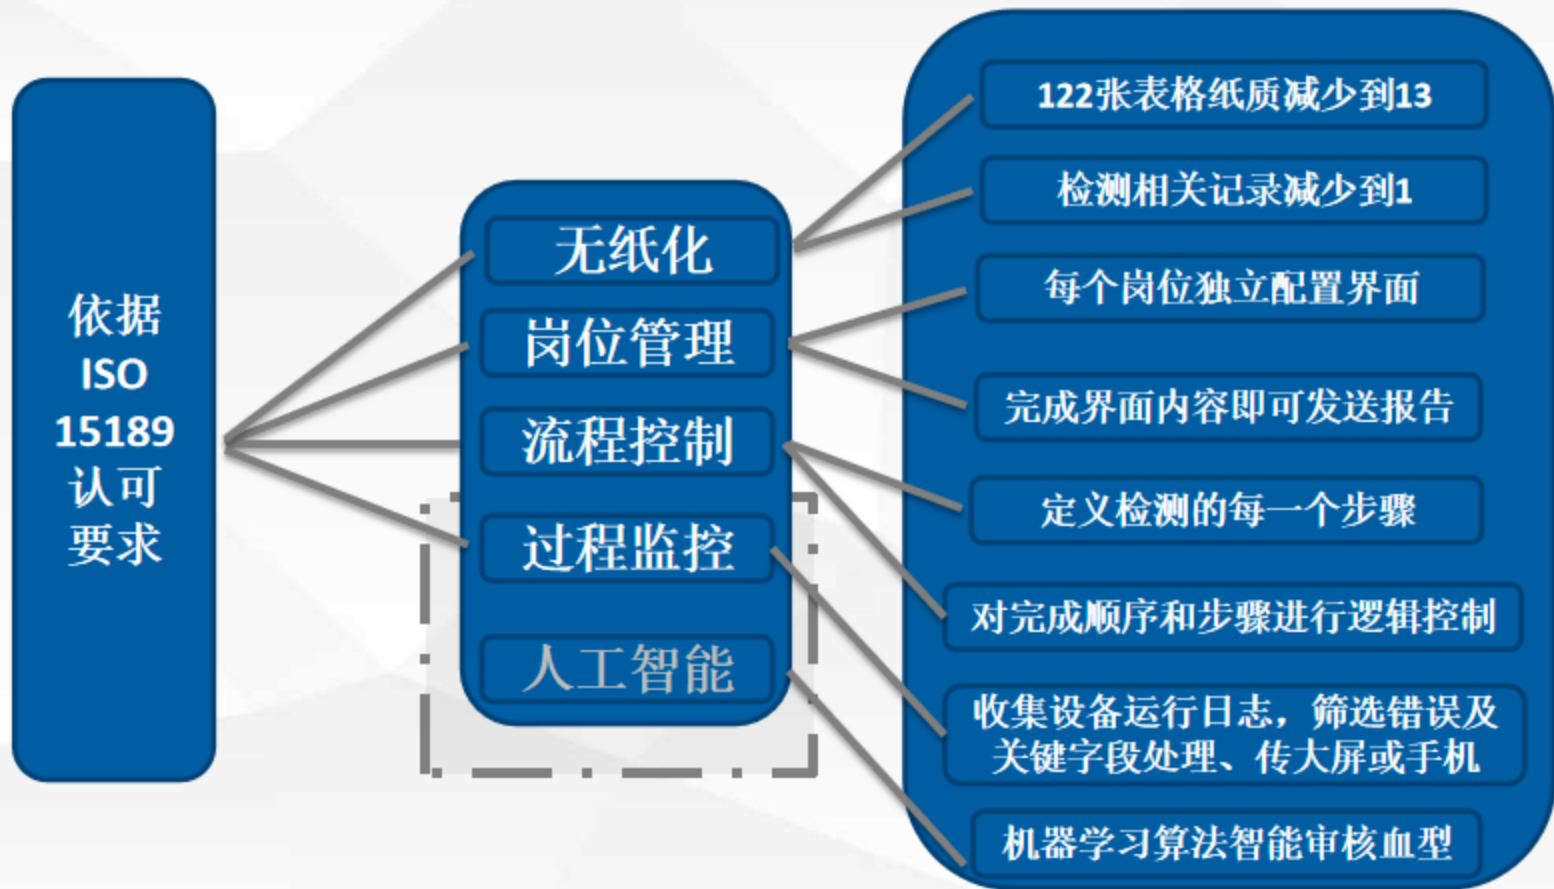 依据
ISO
15189
认可
要求
无纸化
岗位管理
流程控制
过程监控
人工智能
122张表格纸质减少到13
检测相关记录减少到1
每个岗位独立配置界面
完成界面内容即可发送报告
定义检测的每一个步骤
对完成顺序和步骤进行逻辑控制
收集设备运行日志，筛选错误及
关键字段处理、传大屏或手机
机器学习算法智能审核血型